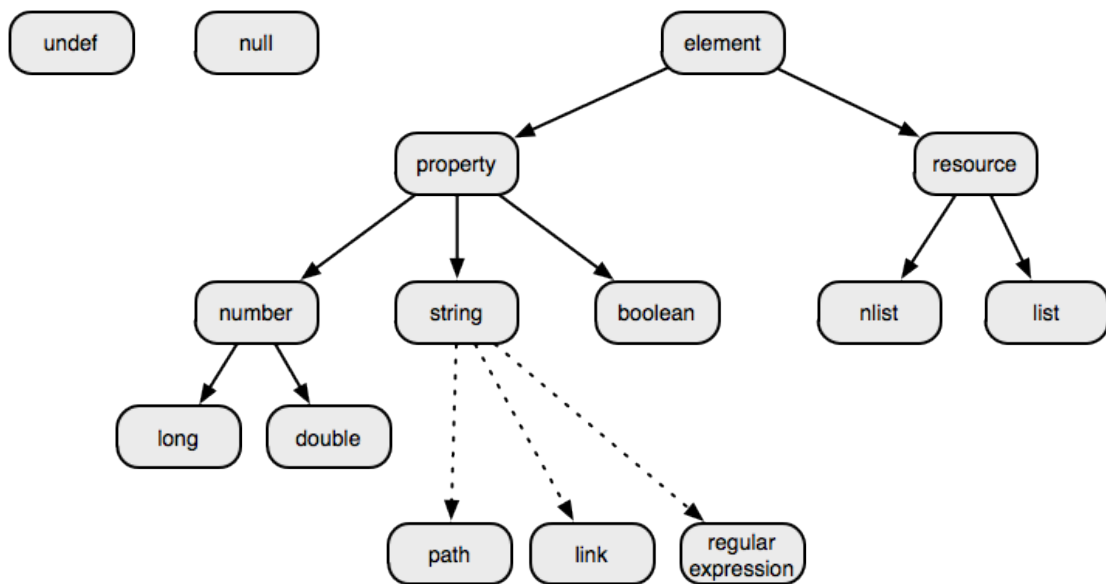 undef
null
element
property
resource
number
string
boolean
nlist
list
long
double
path
link
regular
expression